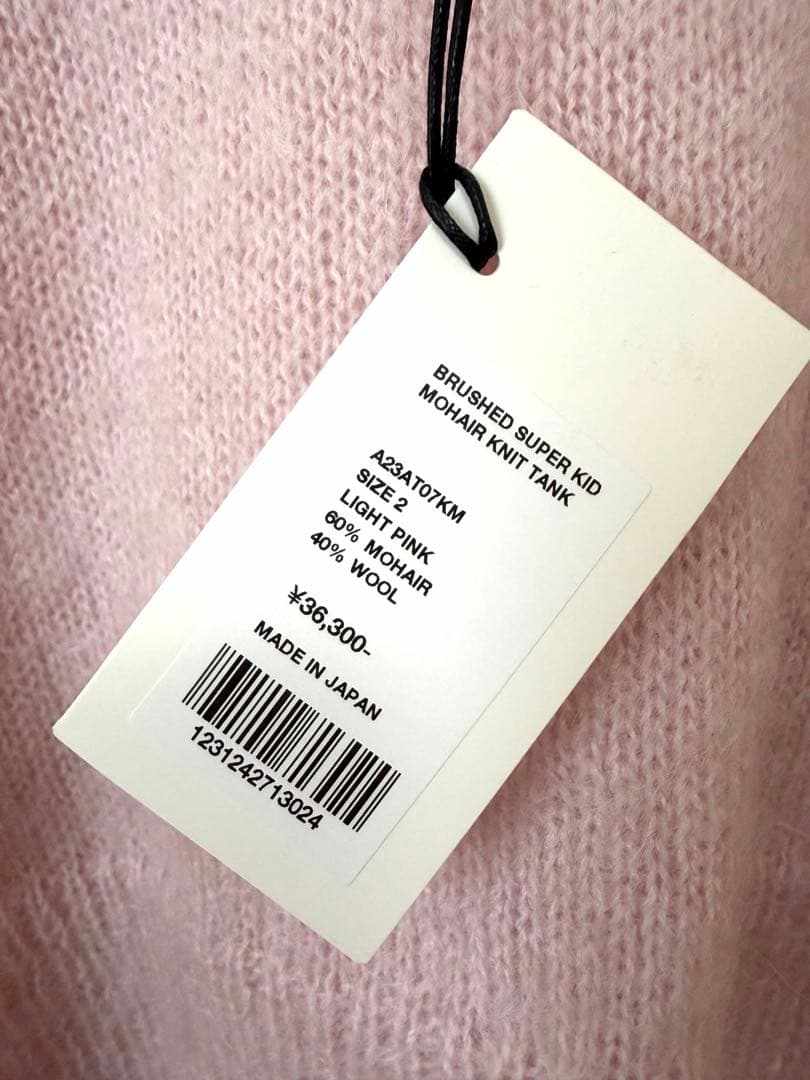 BRUSHED SUPER KID
MOHAIR KNIT TANK
A23AT07KM
SIZE 2
LIGHT PINK
60% MOHAIR
40% WOOL
¥36,300-
MADE IN JAPAN
1231242713024